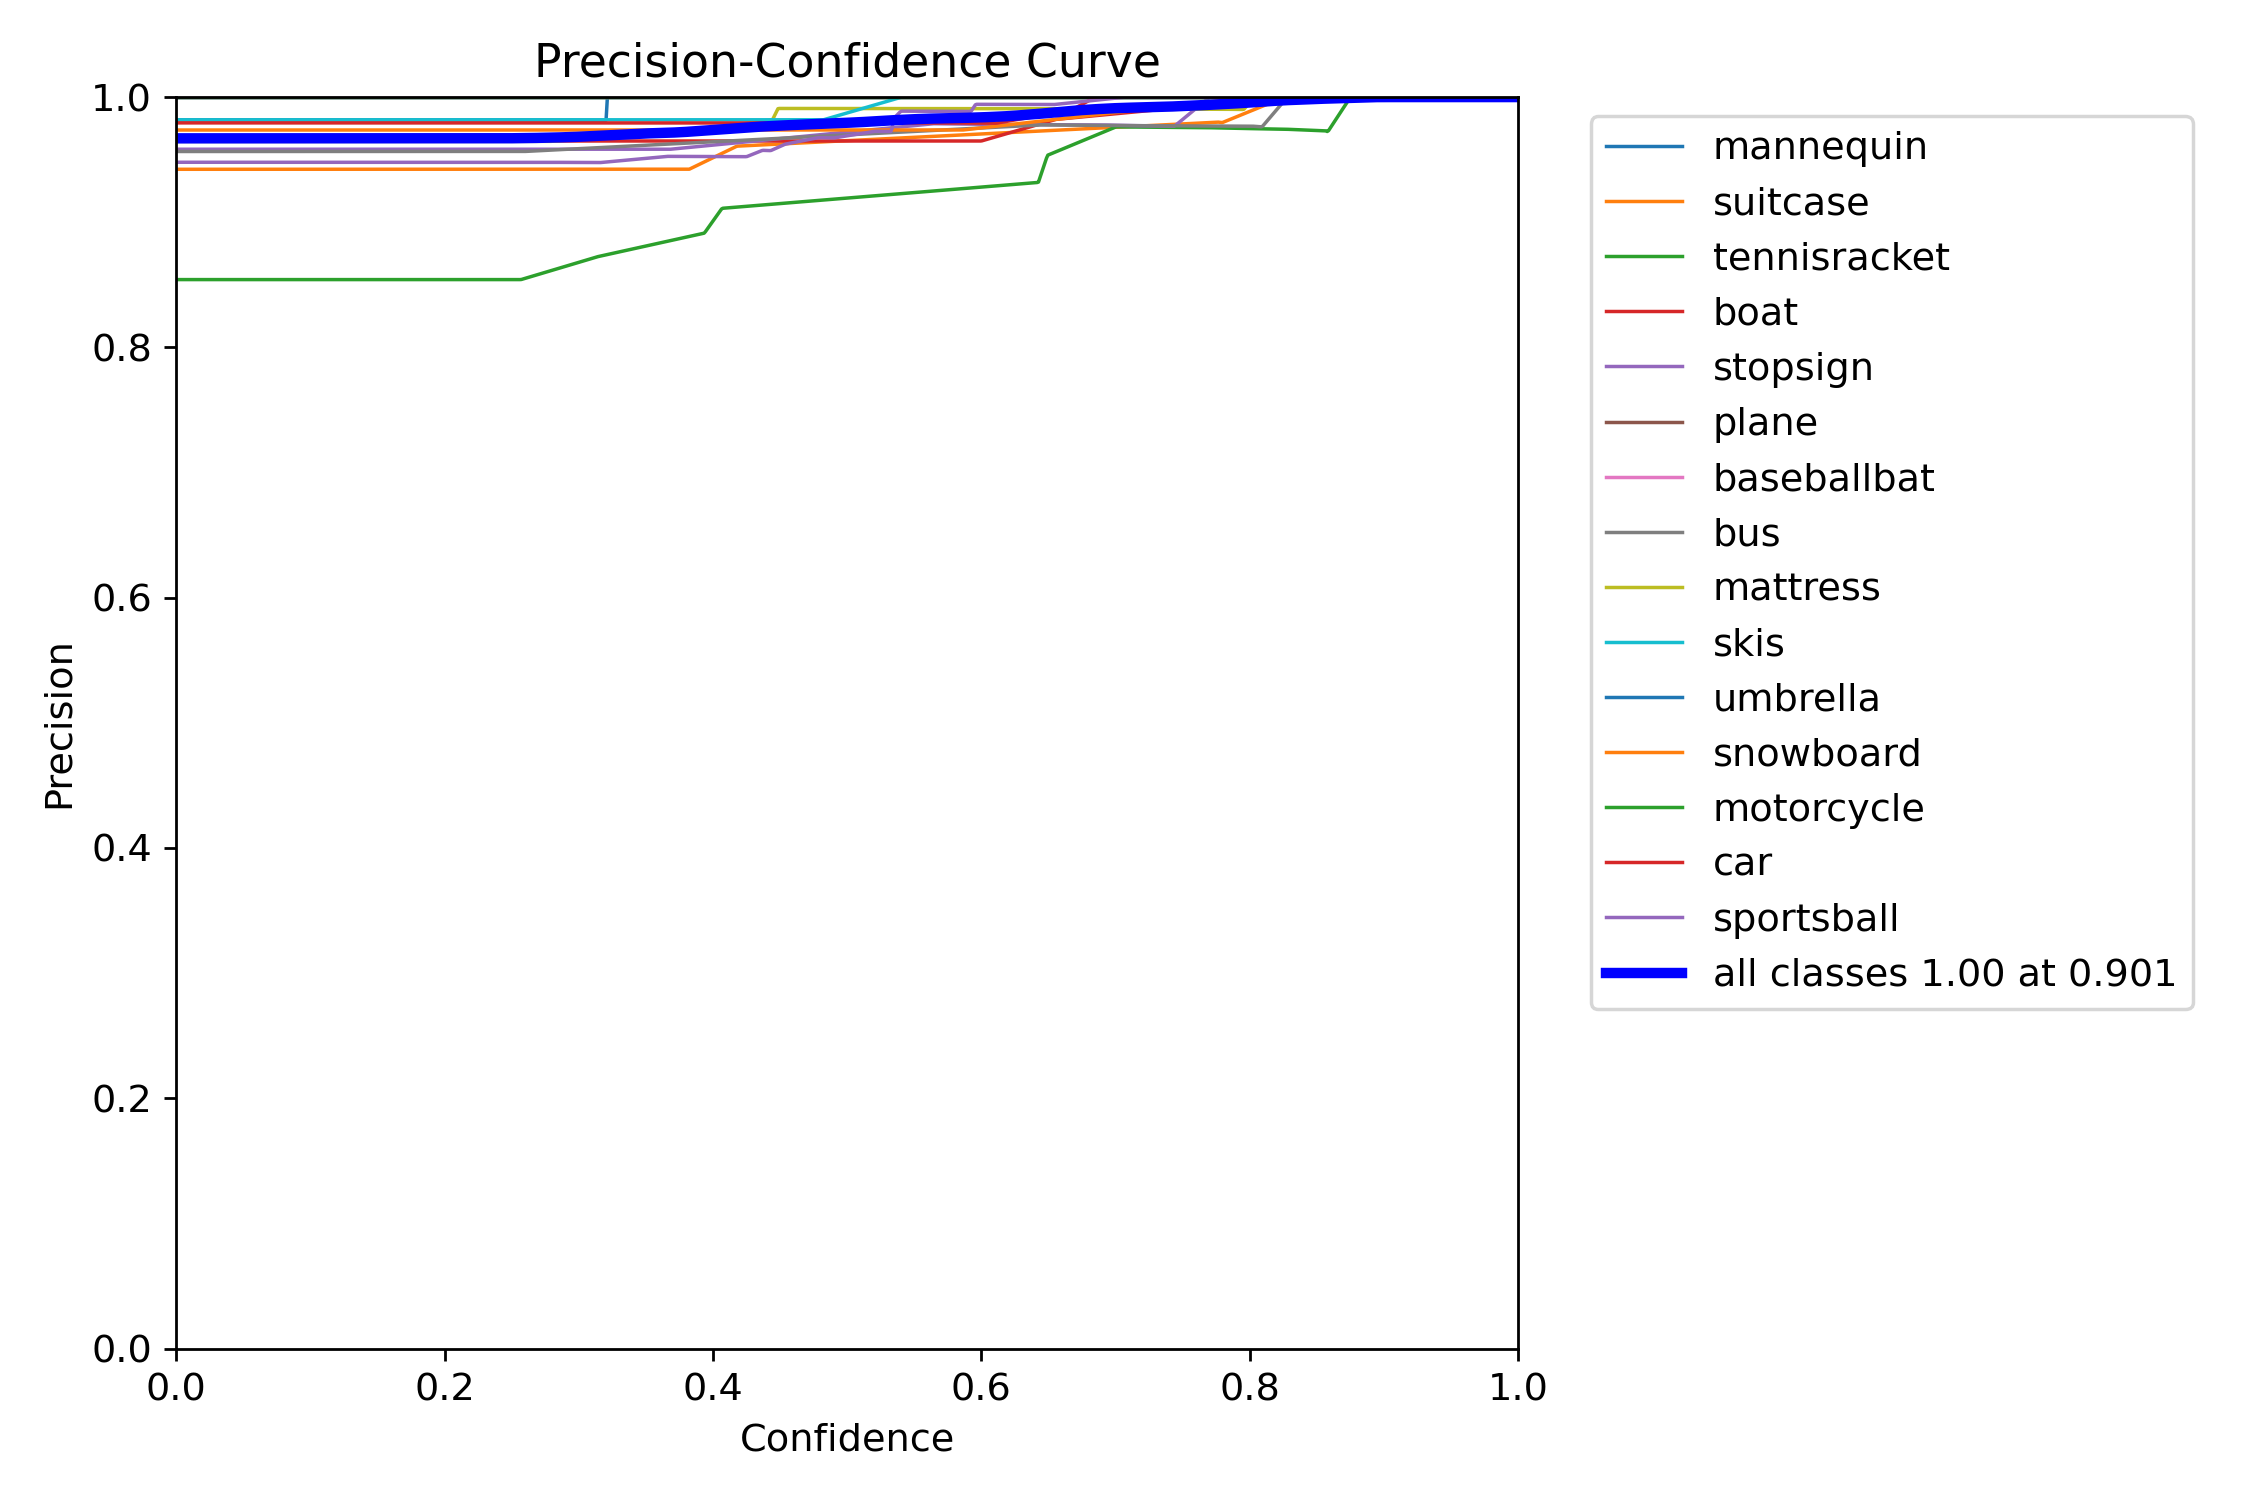 Precision-Confidence Curve
1.0
0.8
0.6
0.4
0.2
0.0
Precision
0.0 0.2 0.4 0.6 0.8 1.0
Confidence
mannequin
suitcase
tennisracket
boat
stopsign
plane
baseballbat
bus
mattress
skis
umbrella
snowboard
motorcycle
car
sportsball
all classes 1.00 at 0.901